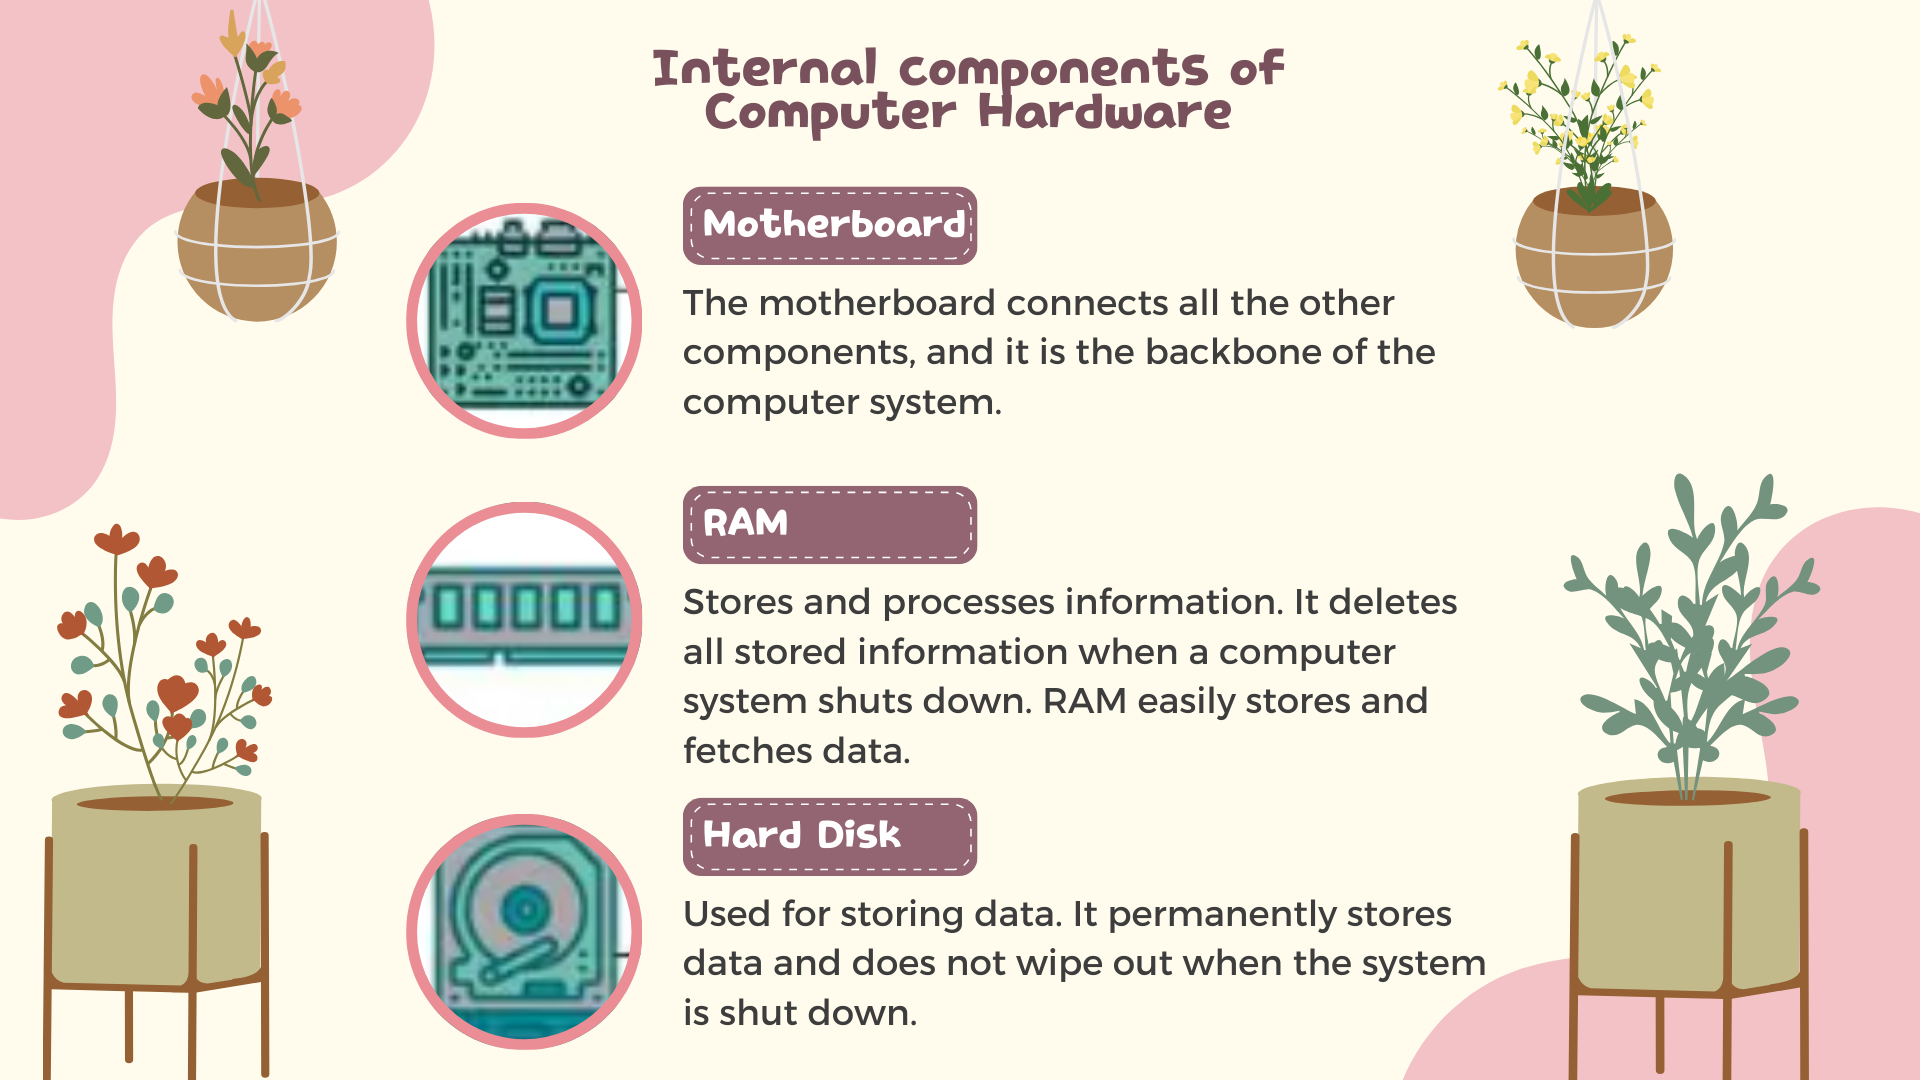 Internal components of
Computer Hardware
Motherboard
The motherboard connects all the other
components, and it is the backbone of the
computer system.
RAM
Stores and processes information. It deletes
all stored information when a computer
system shuts down. RAM easily stores and
fetches data.
Hard Disk
Used for storing data. It permanently stores
data and does not wipe out when the system
is shut down.